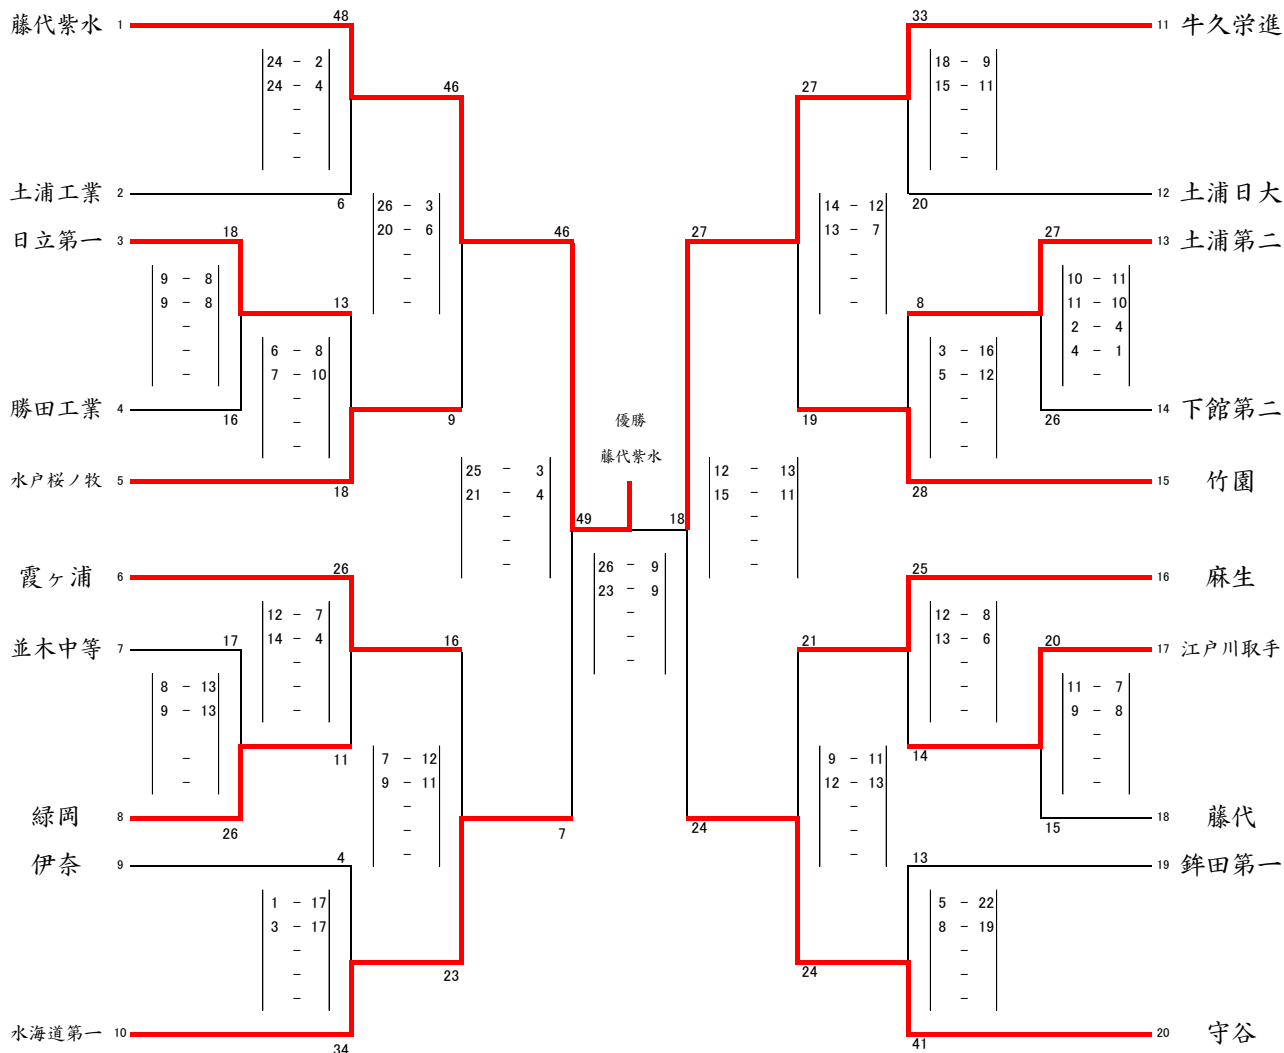 藤代紫水 1 48
24 - 2
24 - 4
-
-
-
土浦工業 2 6
日立第一 3 18
9 - 8
9 - 8
-
-
-
勝田工業 4 16
水戸桜ノ牧 5 18
13
6 - 8
7 - 10
-
-
-
46
26 - 3
20 - 6
-
-
-
9
霞ヶ浦 6 26
12 - 7
14 - 4
-
-
-
並木中等 7 17
8 - 13
9 - 13
-
-
緑岡 8 26
11
伊奈 9 4
1 - 17
3 - 17
-
-
-
水海道第一 10 34
16
7 - 12
9 - 11
-
-
-
23
46
25 - 3
21 - 4
-
-
-
7
優勝
藤代紫水
49 18
26 - 9
23 - 9
-
-
-
27
12 - 13
15 - 11
-
-
-
24
33 11 牛久栄進
18 - 9
15 - 11
-
-
-
20 12 土浦日大
27 13 土浦第二
10 - 11
11 - 10
2 - 4
4 - 1
-
26 14 下館第二
28 15 竹園
8
3 - 16
5 - 12
-
-
-
27
14 - 12
13 - 7
-
-
-
19
25 16 麻生
12 - 8
13 - 6
-
-
-
20 17 江戸川取手
11 - 7
9 - 8
-
-
-
15 18 藤代
14
13 19 鉾田第一
5 - 22
8 - 19
-
-
-
41 20 守谷
21
9 - 11
12 - 13
-
-
-
24